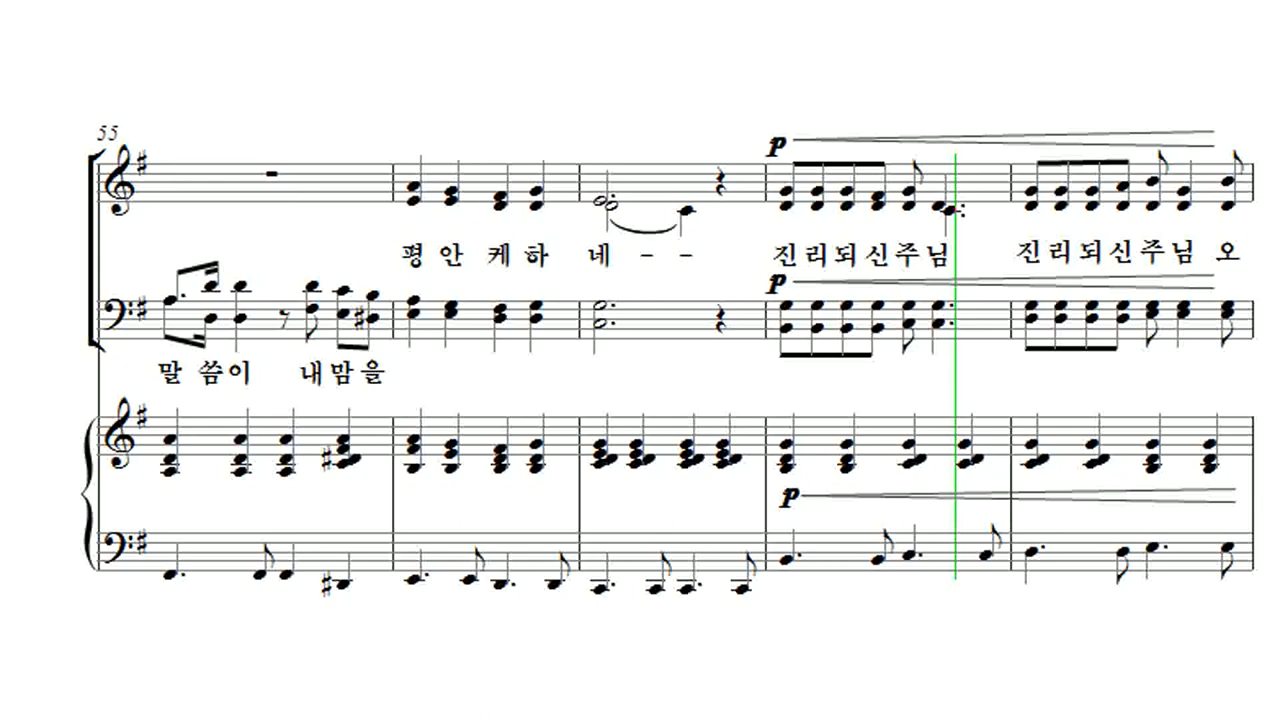 55
p
평 안 케 하 네 - - 진 리 되 신 주 님 진 리 되 신 주 님 오
p
말 씀 이 내 맘 을
p